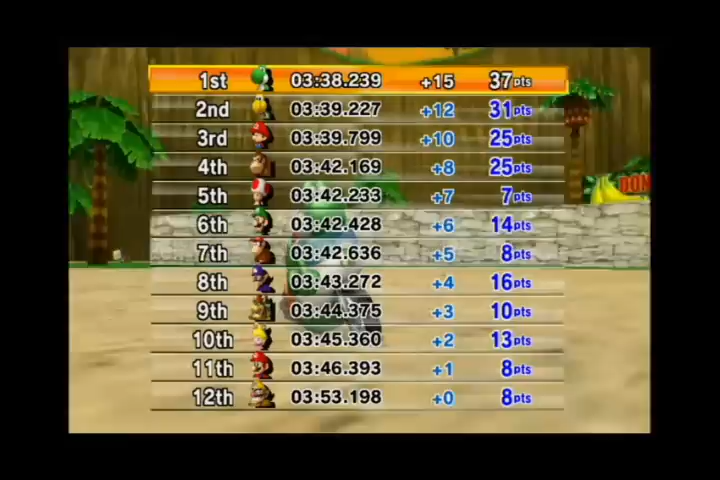 1st 03:38.239 +15 37pts
2nd 03:39.227 +12 31pts
3rd 03:39.799 +10 25pts
4th 03:42.169 +8 25pts
5th 03:42.233 +7 7pts
6th 03:42.428 +6 14pts
7th 03:42.636 +5 8pts
8th 03:43.272 +4 16pts
9th 03:44.375 +3 10pts
10th 03:45.360 +2 13pts
11th 03:46.393 +1 8pts
12th 03:53.198 +0 8pts
DON